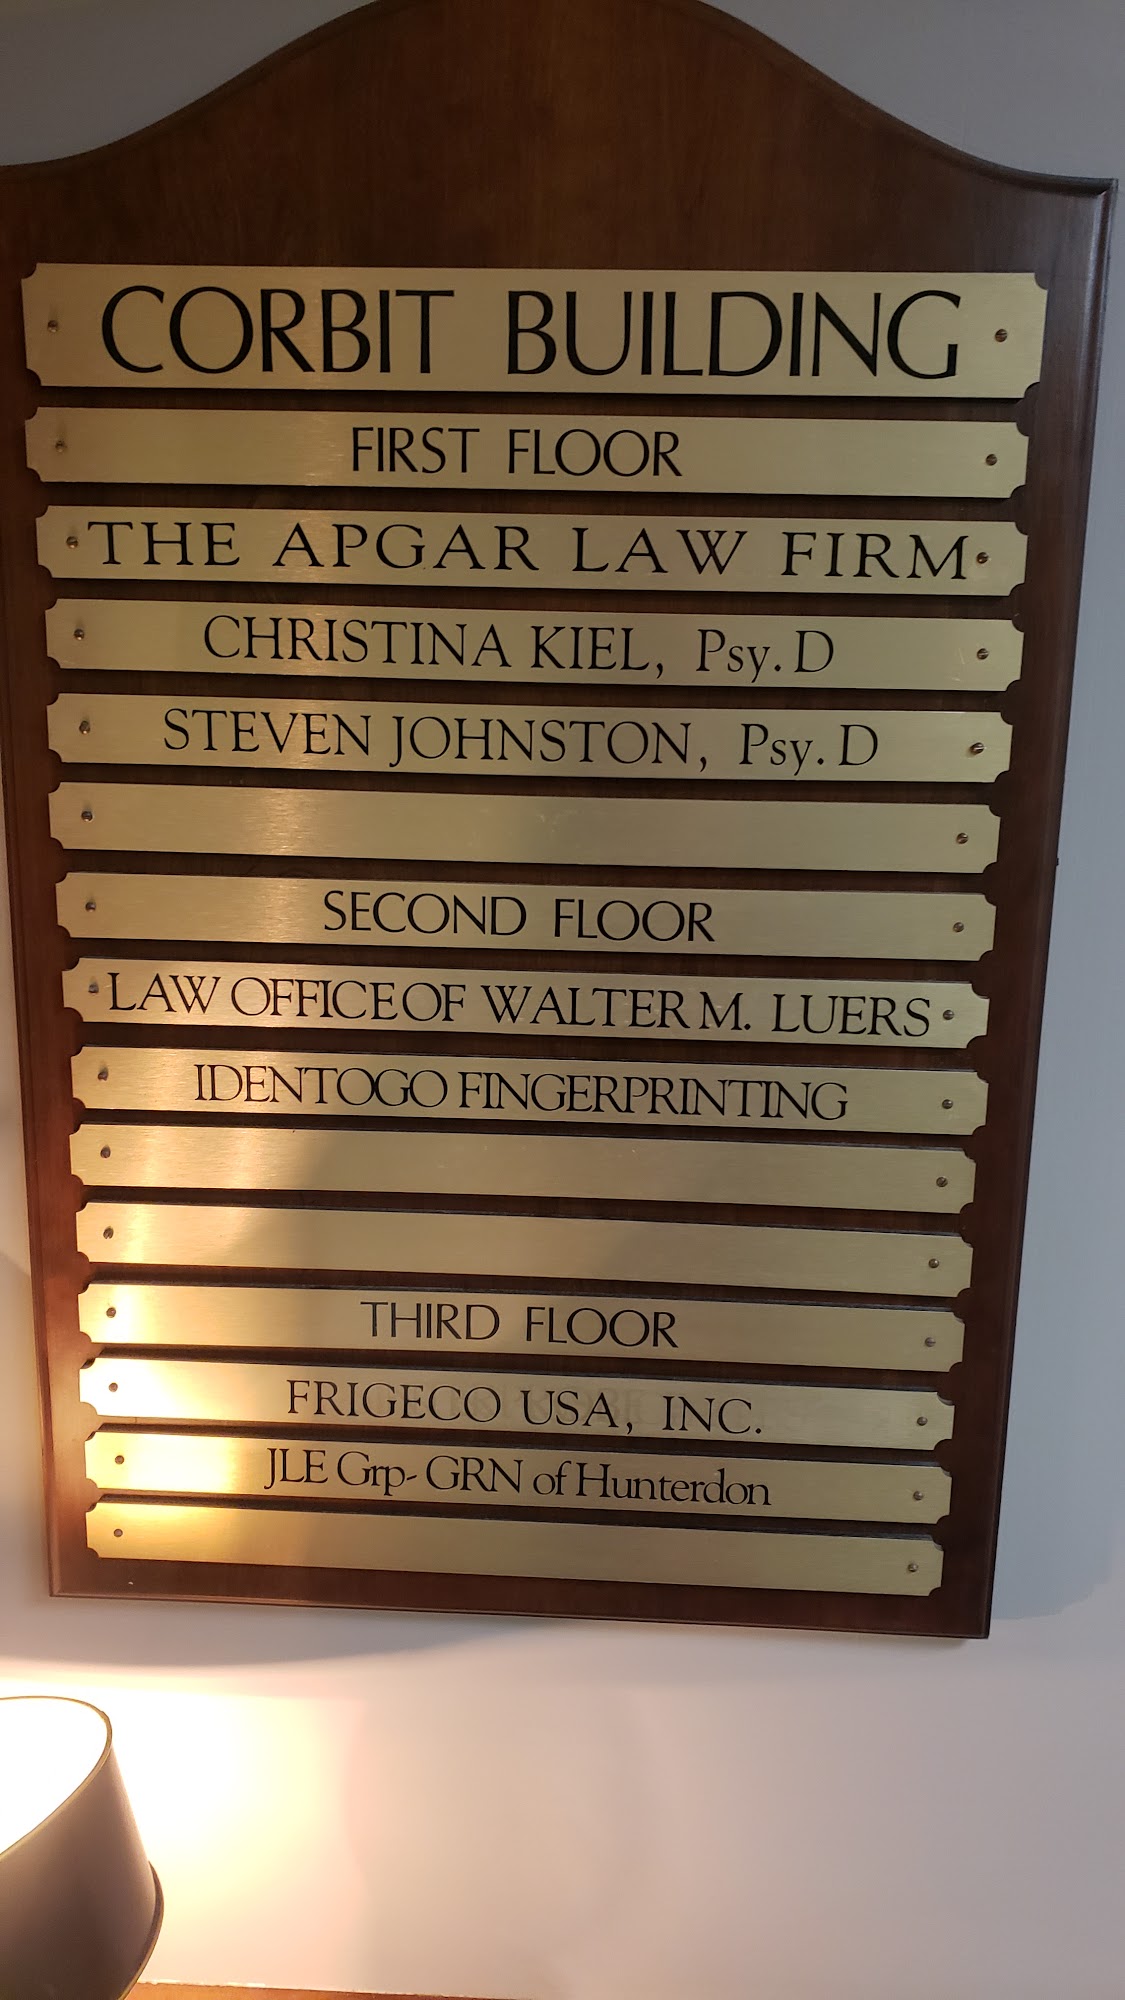 CORBIT BUILDING
FIRST FLOOR
THE APGAR LAW FIRM
CHRISTINA KIEL, Psy. D
STEVEN JOHNSTON, Psy. D
SECOND FLOOR
LAW OFFICE OF WALTER M. LUERS
IDENTOGO FINGERPRINTING
THIRD FLOOR
FRIGECO USA, INC.
JLE Grp- GRN of Hunterdon